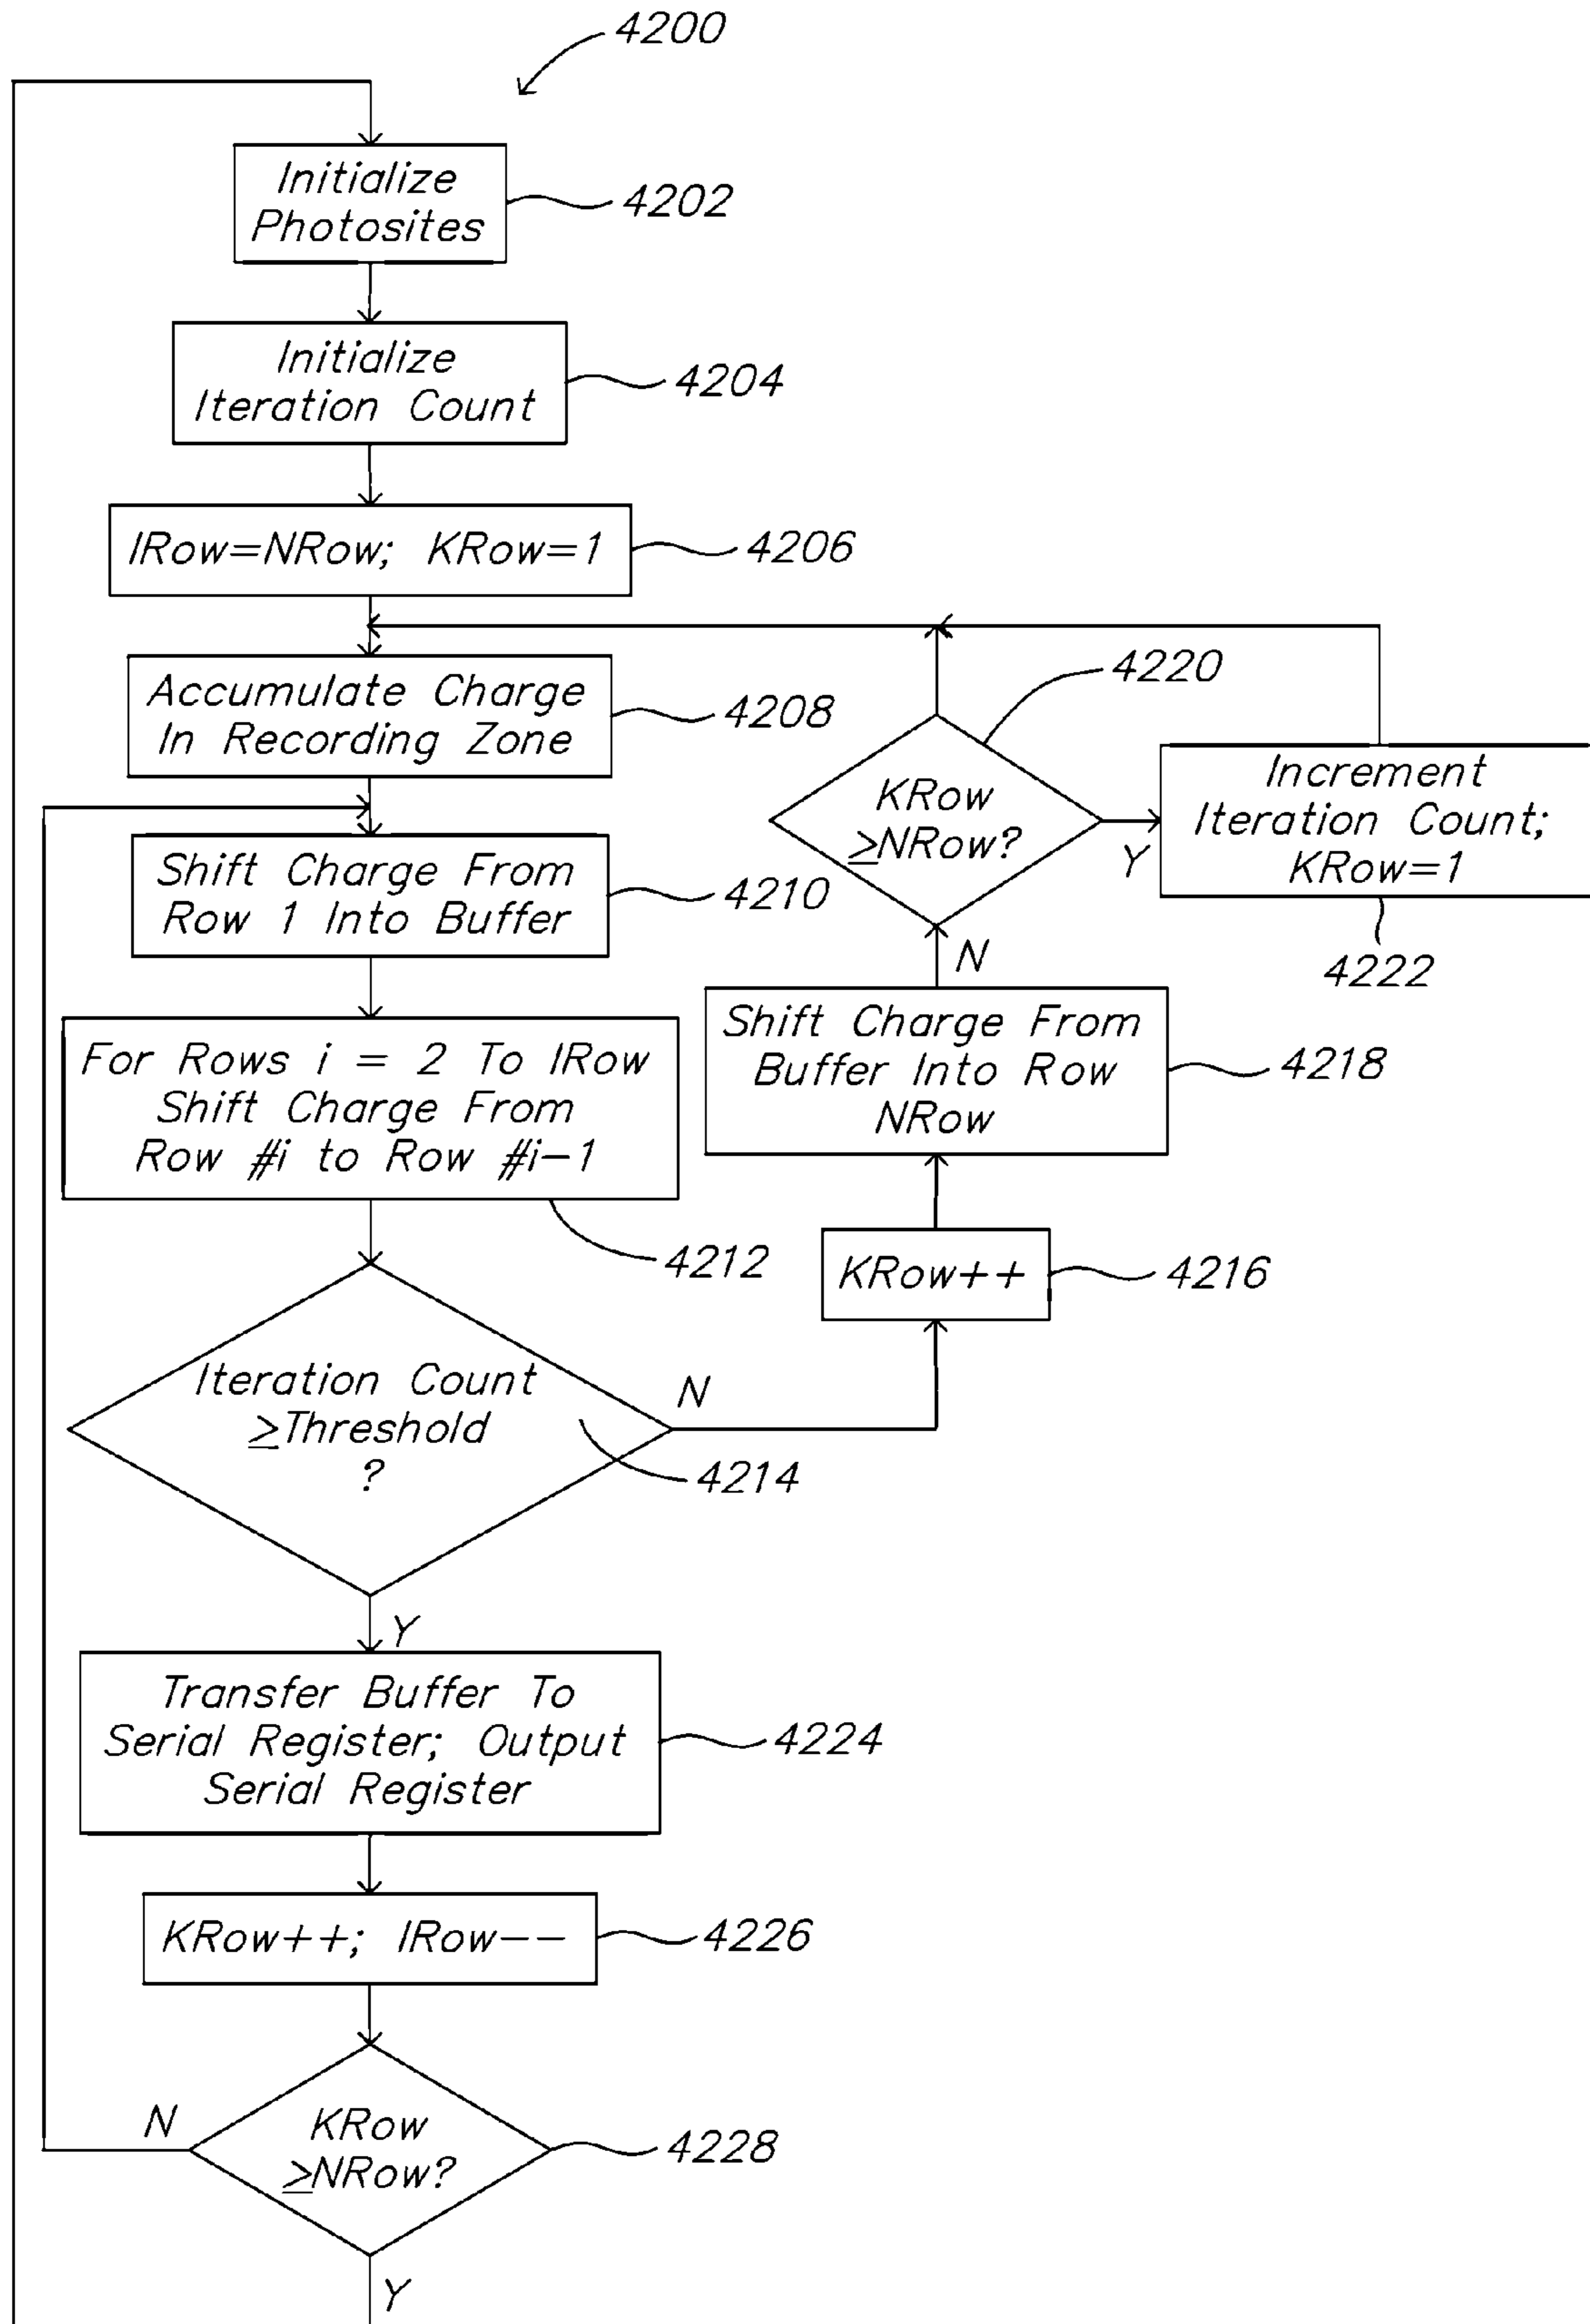 4200
Initialize
Photosites
4202
Initialize
Iteration Count
4204
IRow=NRow; KRow=1
4206
Accumulate Charge
In Recording Zone
4208
Shift Charge From
Row 1 Into Buffer
4210
For Rows i = 2 To IRow
Shift Charge From
Row #i to Row #i-1
4212
Iteration Count
≥Threshold
?
4214
N
KRow++
4216
Shift Charge From
Buffer Into Row
NRow
4218
N
KRow
≥NRow?
4220
Y
Increment
Iteration Count;
KRow=1
4222
Y
Transfer Buffer To
Serial Register; Output
Serial Register
4224
KRow++; IRow--
4226
KRow
≥NRow?
4228
N
Y